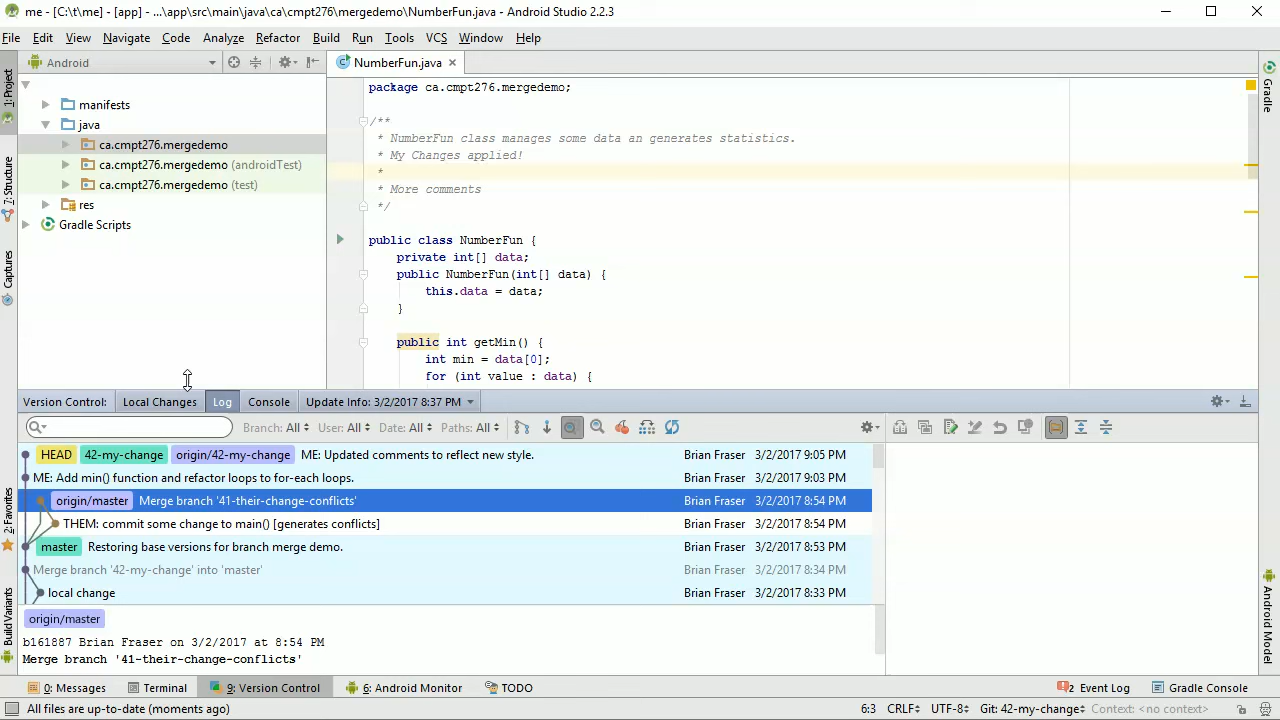 me - [C:\t\me] - [app] - ...\app\src\main\java\ca\cmpt276\mergedemo\NumberFun.java - Android Studio 2.2.3
File Edit View Navigate Code Analyze Refactor Build Run Tools VCS Window Help
Android
NumberFun.java
1: Project
7: Structure
Captures
2: Favorites
Build Variants
manifests
java
ca.cmpt276.mergedemo
ca.cmpt276.mergedemo (androidTest)
ca.cmpt276.mergedemo (test)
res
Gradle Scripts
package ca.cmpt276.mergedemo;
/**
* NumberFun class manages some data an generates statistics.
* My Changes applied!
*
* More comments
*/
public class NumberFun {
private int[] data;
public NumberFun(int[] data) {
this.data = data;
}
public int getMin() {
int min = data[0];
for (int value : data) {
Gradle
Android Model
Version Control: Local Changes Log Console Update Info: 3/2/2017 8:37 PM
Branch: All User: All Date: All Paths: All
HEAD 42-my-change origin/42-my-change ME: Updated comments to reflect new style. Brian Fraser 3/2/2017 9:05 PM
ME: Add min() function and refactor loops to for-each loops. Brian Fraser 3/2/2017 9:03 PM
origin/master Merge branch '41-their-change-conflicts' Brian Fraser 3/2/2017 8:54 PM
THEM: commit some change to main() [generates conflicts] Brian Fraser 3/2/2017 8:54 PM
master Restoring base versions for branch merge demo. Brian Fraser 3/2/2017 8:53 PM
Merge branch '42-my-change' into 'master' Brian Fraser 3/2/2017 8:34 PM
local change Brian Fraser 3/2/2017 8:33 PM
origin/master
b161887 Brian Fraser on 3/2/2017 at 8:54 PM
Merge branch '41-their-change-conflicts'
0: Messages Terminal 9: Version Control 6: Android Monitor TODO 2 Event Log Gradle Console
All files are up-to-date (moments ago) 6:3 CRLF UTF-8 Git: 42-my-change Context: <no context>